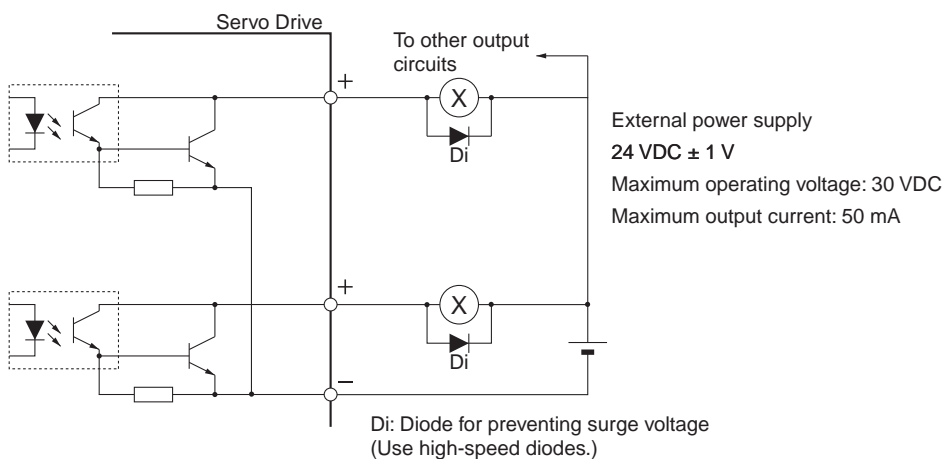 Servo Drive
To other output
circuits
+
X
Di
External power supply
24 VDC ± 1 V
Maximum operating voltage: 30 VDC
Maximum output current: 50 mA
+
X
Di
−
Di: Diode for preventing surge voltage
(Use high-speed diodes.)